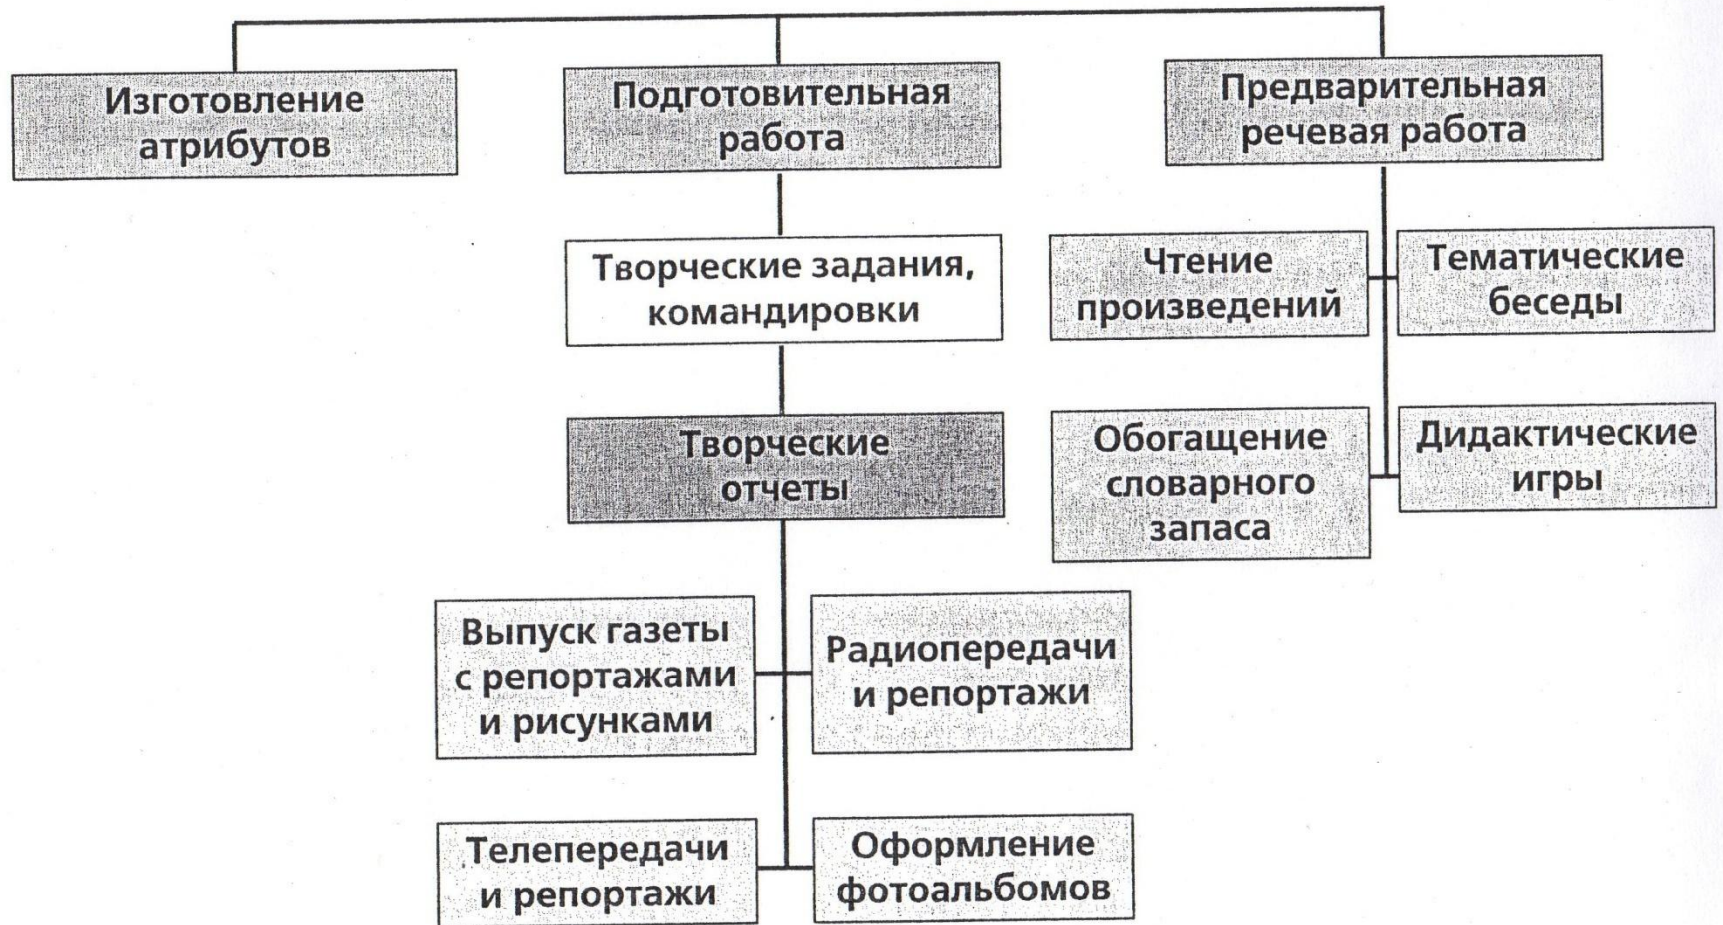 Изготовление
атрибутов
Подготовительная
работа
Предварительная
речевая работа
Творческие задания,
командировки
Чтение
произведений
Тематические
беседы
Творческие
отчеты
Обогащение
словарного
запаса
Дидактические
игры
Выпуск газеты
с репортажами
и рисунками
Радиопередачи
и репортажи
Телепередачи
и репортажи
Оформление
фотоальбомов